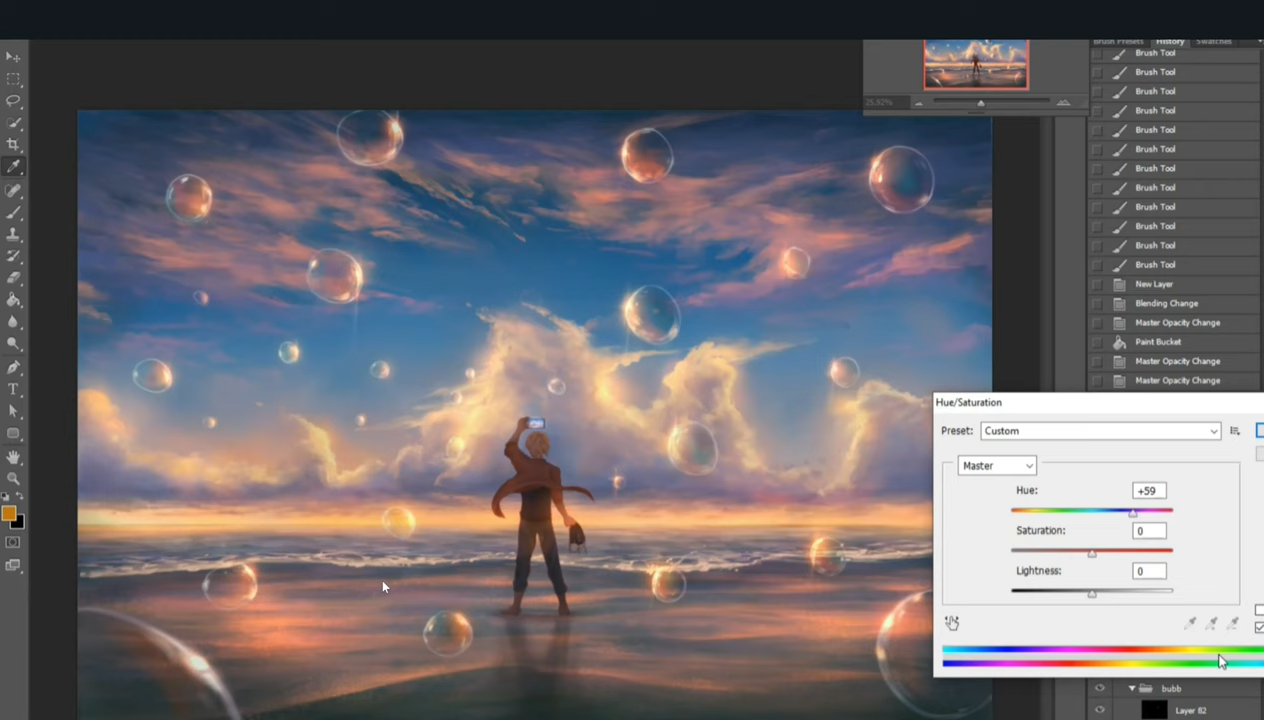 Brush Presets History Swatches
Brush Tool
25.92%
Brush Tool
Brush Tool
Brush Tool
Brush Tool
Brush Tool
Brush Tool
Brush Tool
Brush Tool
Brush Tool
Brush Tool
Brush Tool
New Layer
Blending Change
Master Opacity Change
Paint Bucket
Master Opacity Change
Master Opacity Change
Hue/Saturation
Preset: Custom
Master
Hue: +59
Saturation: 0
Lightness: 0
bubb
Layer 82
T